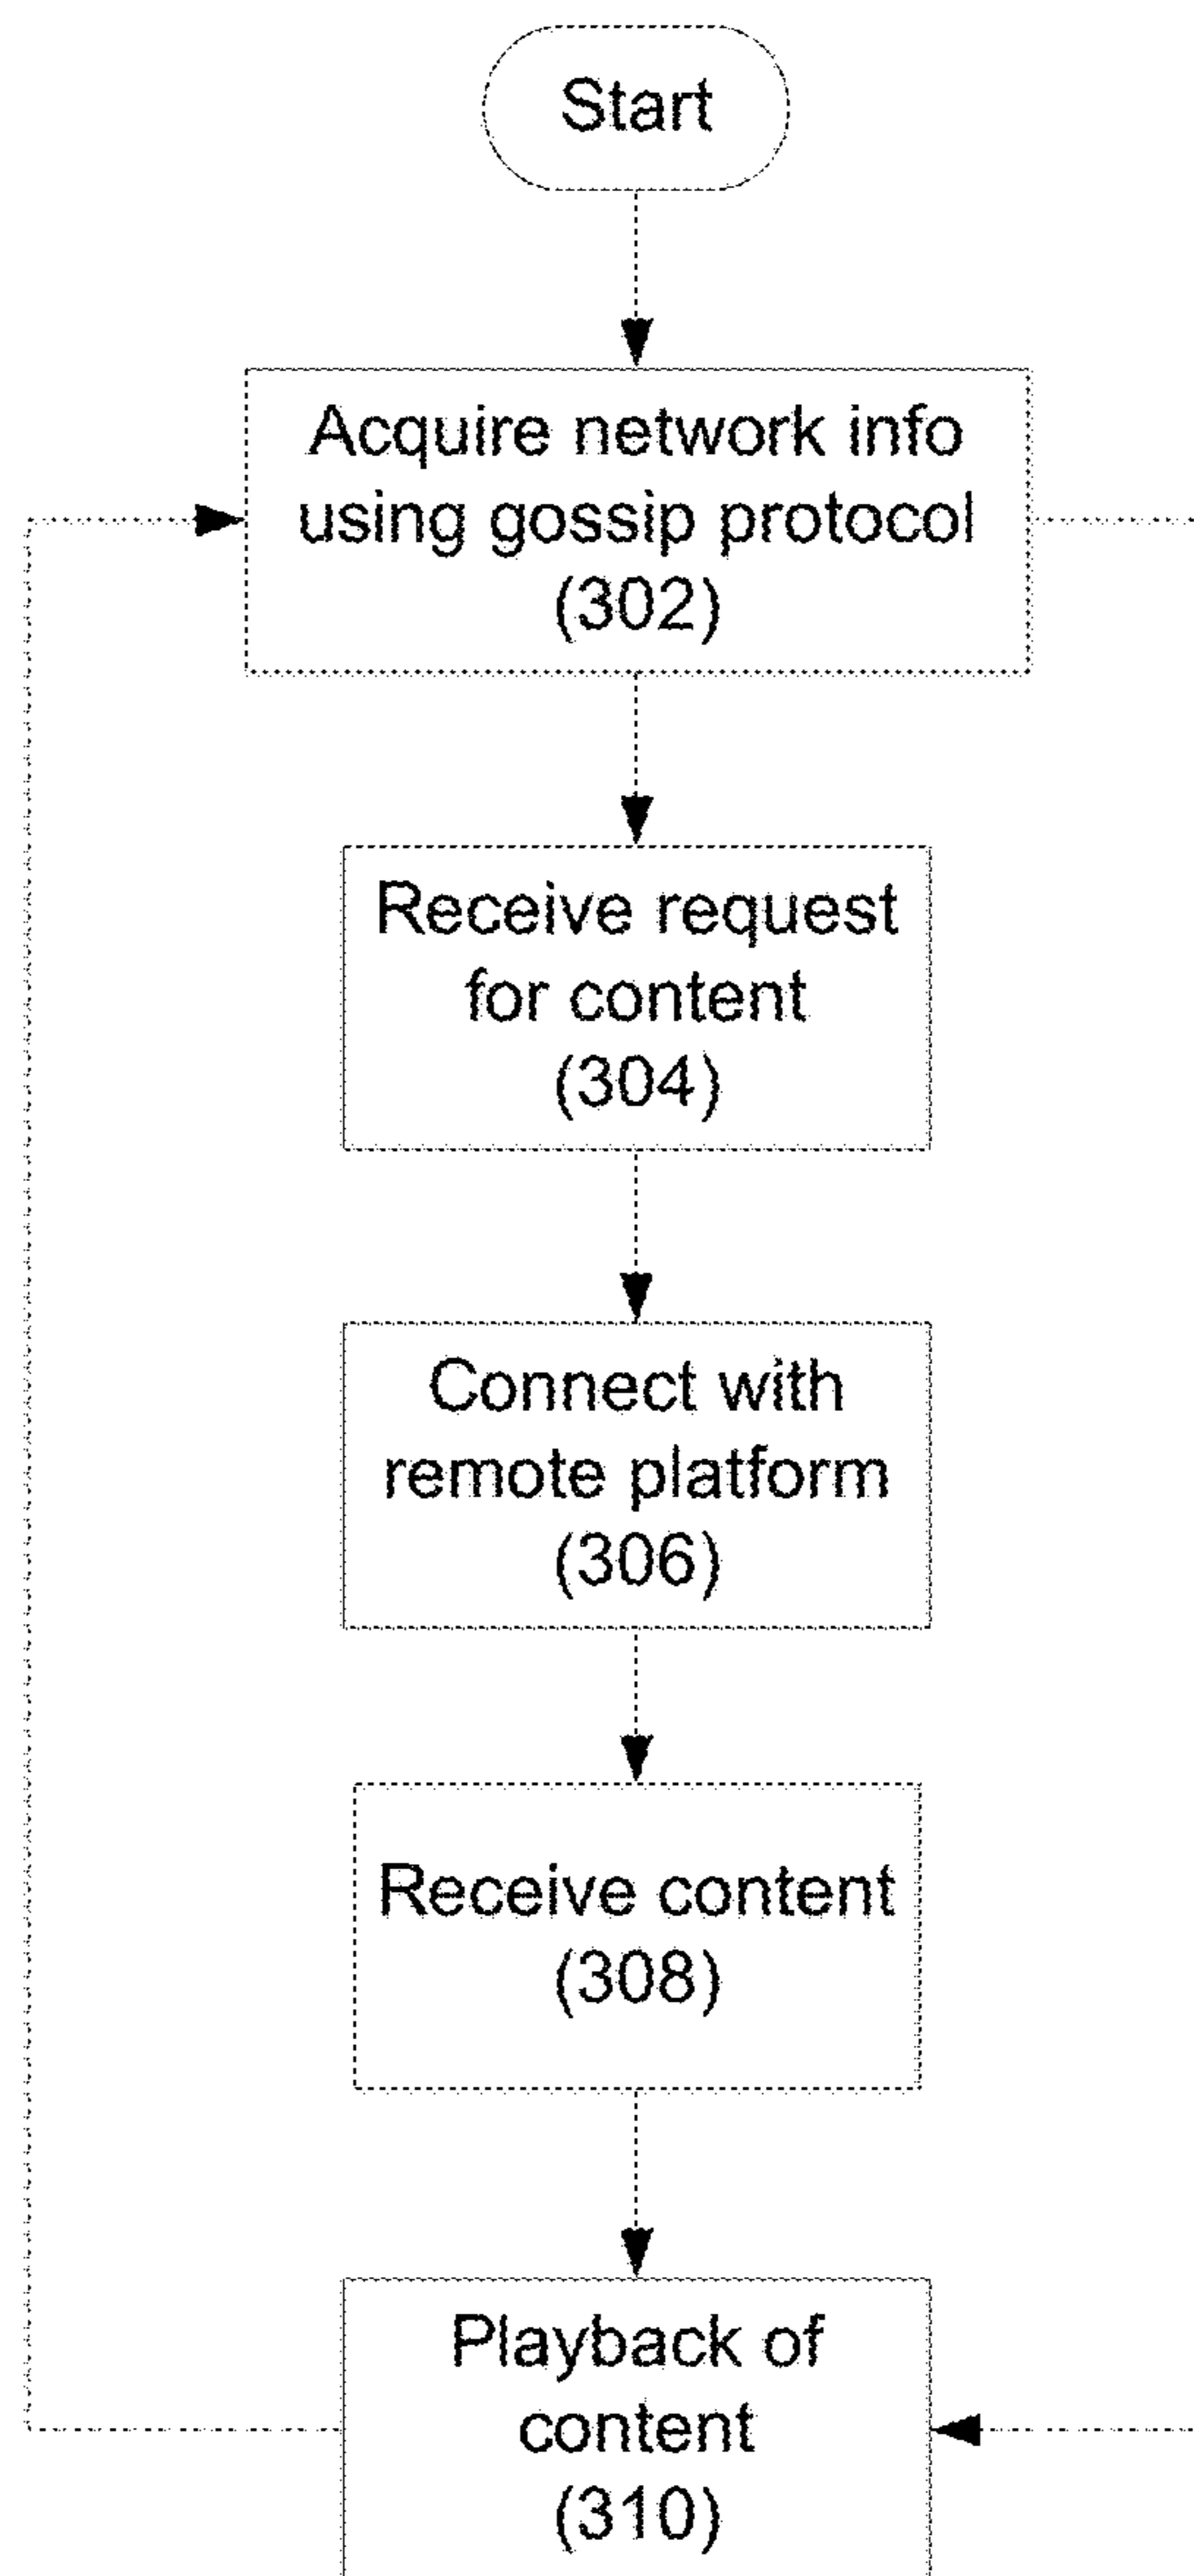 Start
Acquire network info
using gossip protocol
(302)
Receive request
for content
(304)
Connect with
remote platform
(306)
Receive content
(308)
Playback of
content
(310)